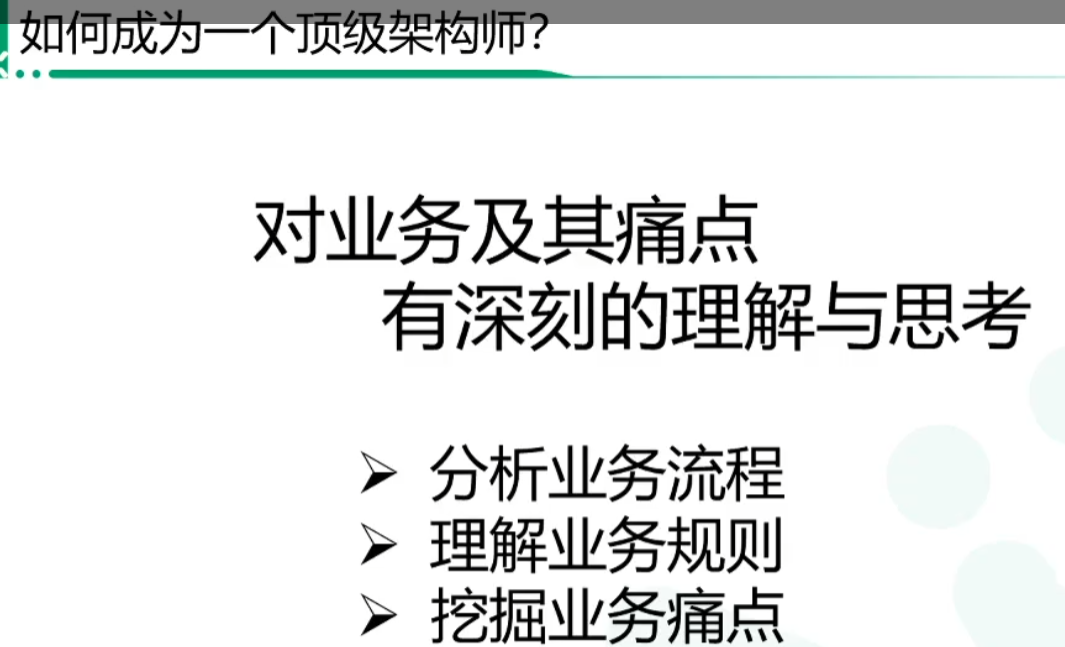 如何成为一个顶级架构师？
对业务及其痛点
有深刻的理解与思考
➢ 分析业务流程
➢ 理解业务规则
➢ 挖掘业务痛点